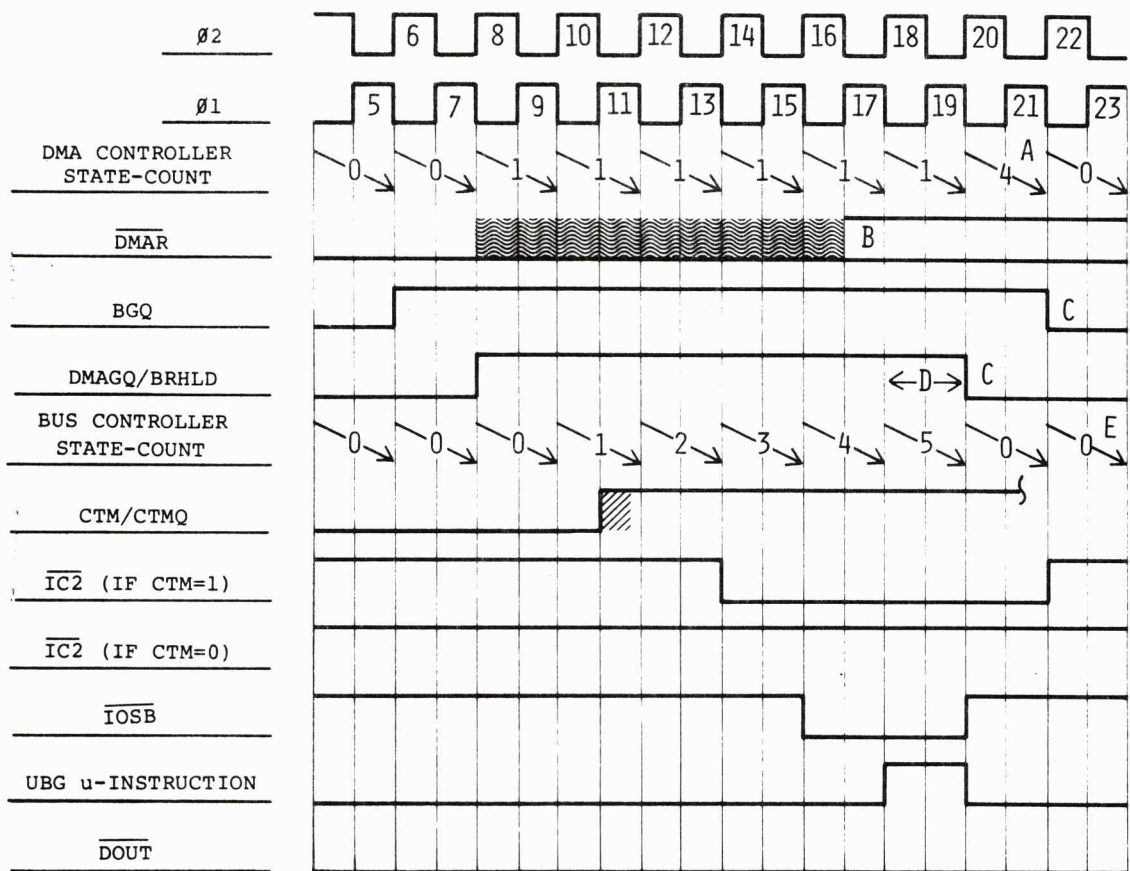 ø2 6 8 10 12 14 16 18 20 22
ø1 5 7 9 11 13 15 17 19 21 23
DMA CONTROLLER
STATE-COUNT 0 0 1 1 1 1 1 1 4 A 0
DMAR B
BGQ C
DMAGQ/BRHLD D C
BUS CONTROLLER
STATE-COUNT 0 0 0 1 2 3 4 5 0 0 E
CTM/CTMQ
IC2 (IF CTM=1)
IC2 (IF CTM=0)
IOSB
UBG u-INSTRUCTION
DOUT